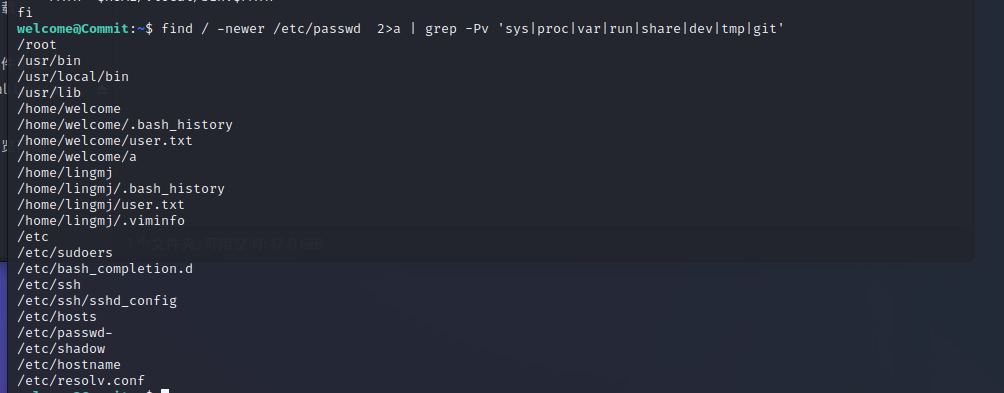 fi
welcome@Commit:~$ find / -newer /etc/passwd  2>a | grep -Pv 'sys|proc|var|run|share|dev|tmp|git'
/root
/usr/bin
/usr/local/bin
/usr/lib
/home/welcome
/home/welcome/.bash_history
/home/welcome/user.txt
/home/welcome/a
/home/lingmj
/home/lingmj/.bash_history
/home/lingmj/user.txt
/home/lingmj/.viminfo
/etc
/etc/sudoers
/etc/bash_completion.d
/etc/ssh
/etc/ssh/sshd_config
/etc/hosts
/etc/passwd-
/etc/shadow
/etc/hostname
/etc/resolv.conf